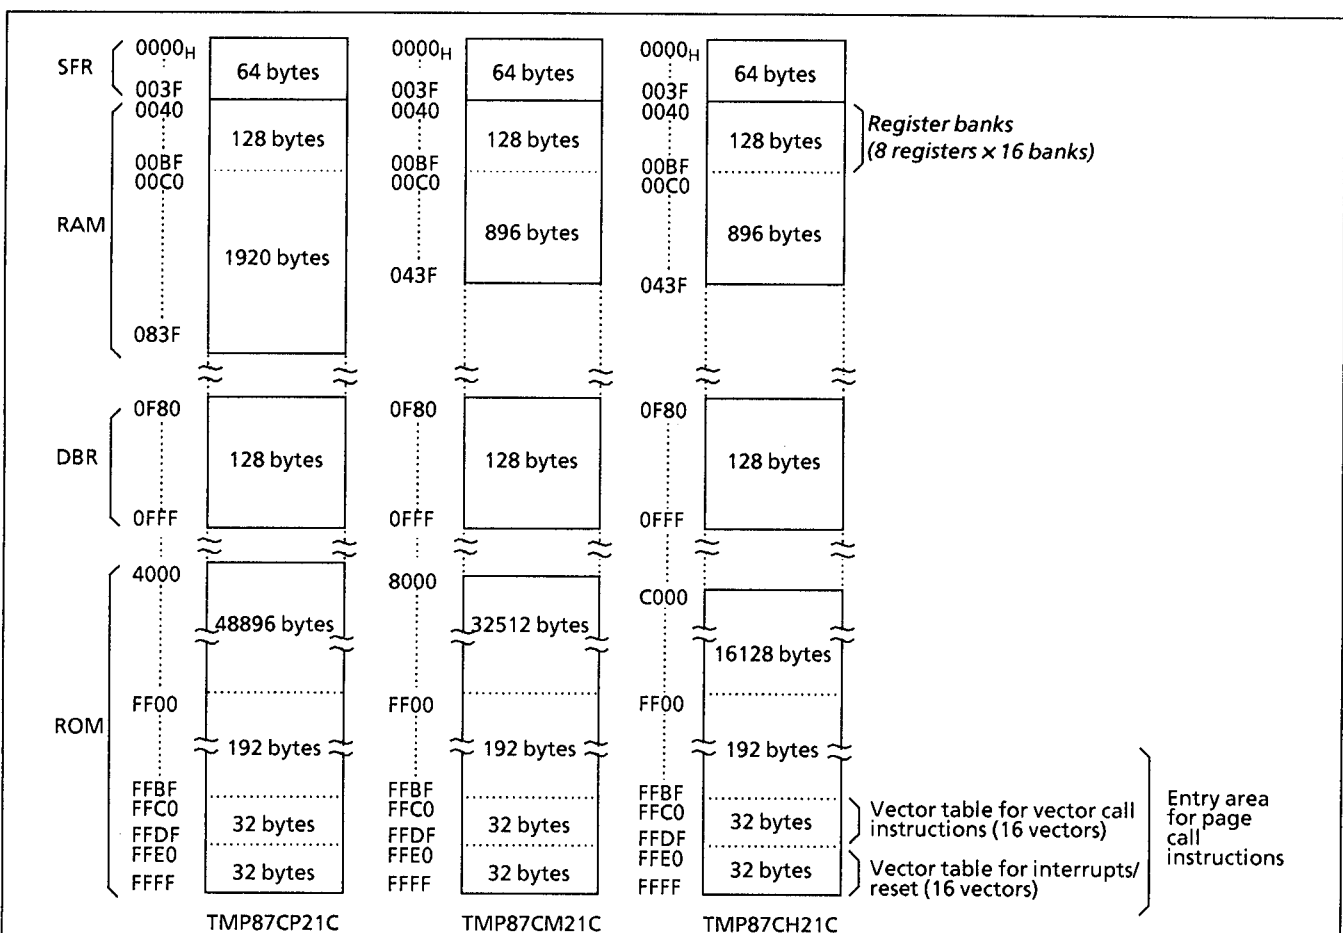 SFR
RAM
DBR
ROM
0000H
003F
0040
00BF
00C0
083F
0F80
0FFF
4000
FF00
FFBF
FFC0
FFDF
FFE0
FFFF
64 bytes
128 bytes
1920 bytes
128 bytes
48896 bytes
192 bytes
32 bytes
32 bytes
TMP87CP21C
0000H
003F
0040
00BF
00C0
043F
0F80
0FFF
8000
FF00
FFBF
FFC0
FFDF
FFE0
FFFF
64 bytes
128 bytes
896 bytes
128 bytes
32512 bytes
192 bytes
32 bytes
32 bytes
TMP87CM21C
0000H
003F
0040
00BF
00C0
043F
0F80
0FFF
C000
FF00
FFBF
FFC0
FFDF
FFE0
FFFF
64 bytes
128 bytes
896 bytes
128 bytes
16128 bytes
192 bytes
32 bytes
32 bytes
TMP87CH21C
Register banks
(8 registers × 16 banks)
Vector table for vector call
instructions (16 vectors)
Vector table for interrupts/
reset (16 vectors)
Entry area
for page
call
instructions